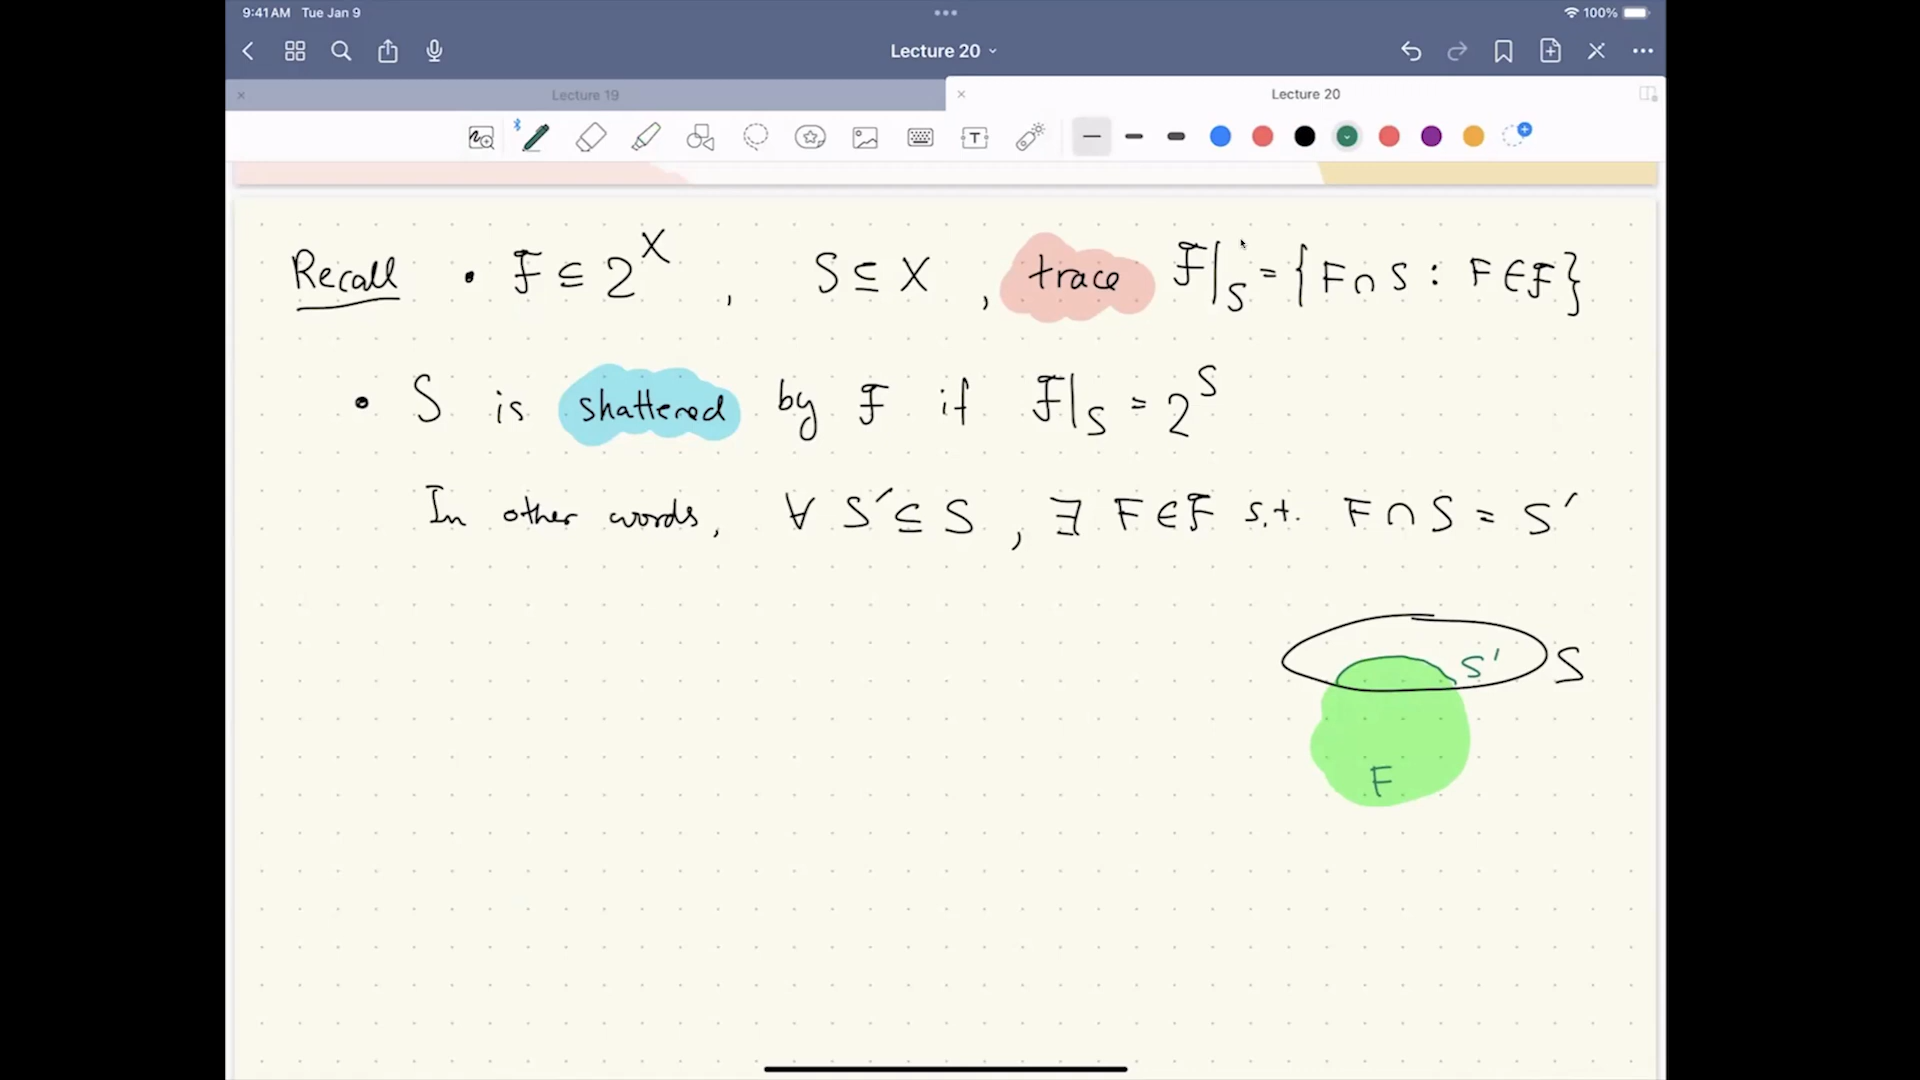 9:41 AM Tue Jan 9
100%
Lecture 20
Lecture 19
Lecture 20
Recall • F ⊆ 2^X , S ⊆ X , trace F|_S = {F ∩ S : F ∈ F}
• S is shattered by F if F|_S = 2^S
In other words, ∀ S' ⊆ S , ∃ F ∈ F s.t. F ∩ S = S'
S' S
F